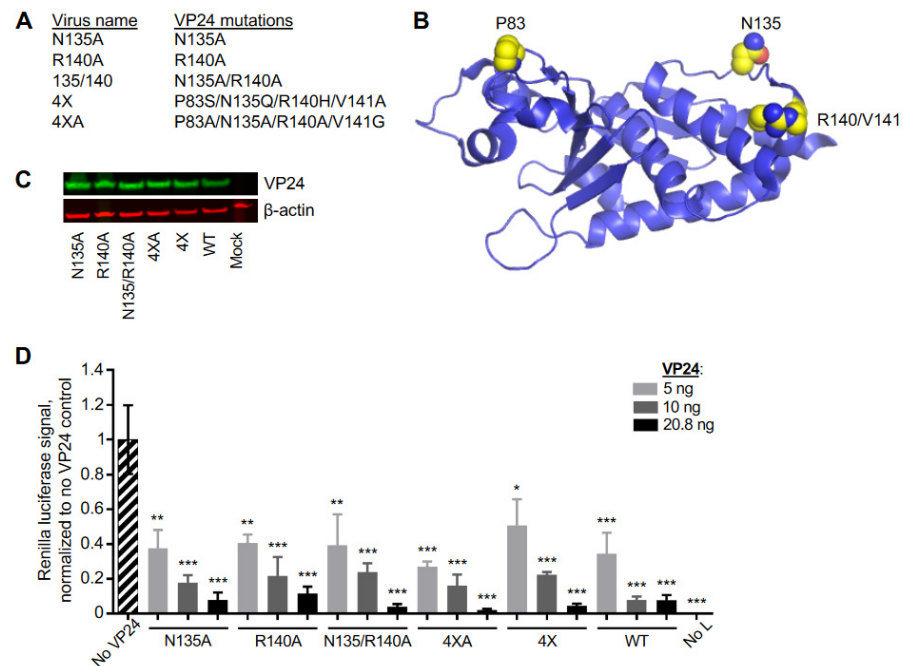 A
Virus name VP24 mutations
N135A N135A
R140A R140A
135/140 N135A/R140A
4X P83S/N135Q/R140H/V141A
4XA P83A/N135A/R140A/V141G
B
P83 N135
R140/V141
C
VP24
β-actin
N135A R140A N135/R140A 4XA 4X WT Mock
D
Renilla luciferase signal,
normalized to no VP24 control
1.4
1.2
1
0.8
0.6
0.4
0.2
0
VP24:
5 ng
10 ng
20.8 ng
** *** ***
** *** ***
** *** ***
*** *** ***
* *** ***
*** *** ***
***
No VP24 N135A R140A N135/R140A 4XA 4X WT No L